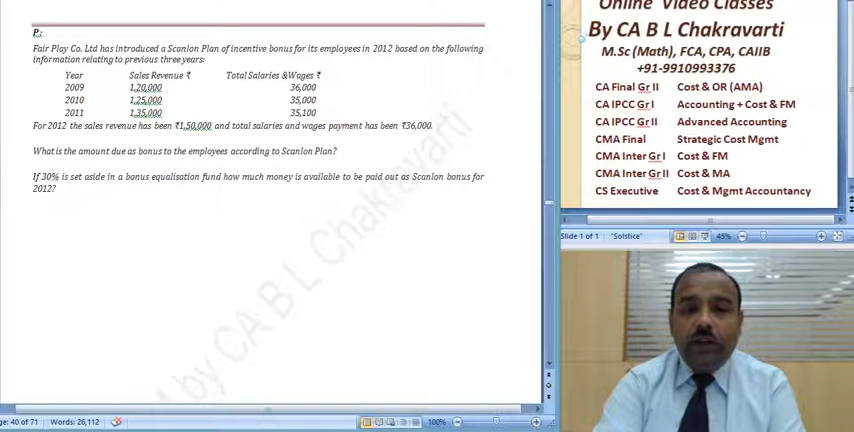 P:
Fair Play Co. Ltd has introduced a Scanlon Plan of incentive bonus for its employees in 2012 based on the following
information relating to previous three years:
Year Sales Revenue ₹ Total Salaries &Wages ₹
2009 1,20,000 36,000
2010 1,25,000 35,000
2011 1,35,000 35,100
For 2012 the sales revenue has been ₹1,50,000 and total salaries and wages payment has been ₹36,000.
What is the amount due as bonus to the employees according to Scanlon Plan?
If 30% is set aside in a bonus equalisation fund how much money is available to be paid out as Scanlon bonus for
2012?
M by CA B L Chakravarti
ge: 40 of 71 Words: 26,112 100%
Online Video Classes
By CA B L Chakravarti
M.Sc (Math), FCA, CPA, CAIIB
+91-9910993376
CA Final Gr II Cost & OR (AMA)
CA IPCC Gr I Accounting + Cost & FM
CA IPCC Gr II Advanced Accounting
CMA Final Strategic Cost Mgmt
CMA Inter Gr I Cost & FM
CMA Inter Gr II Cost & MA
CS Executive Cost & Mgmt Accountancy
Slide 1 of 1 "Solstice" 45%